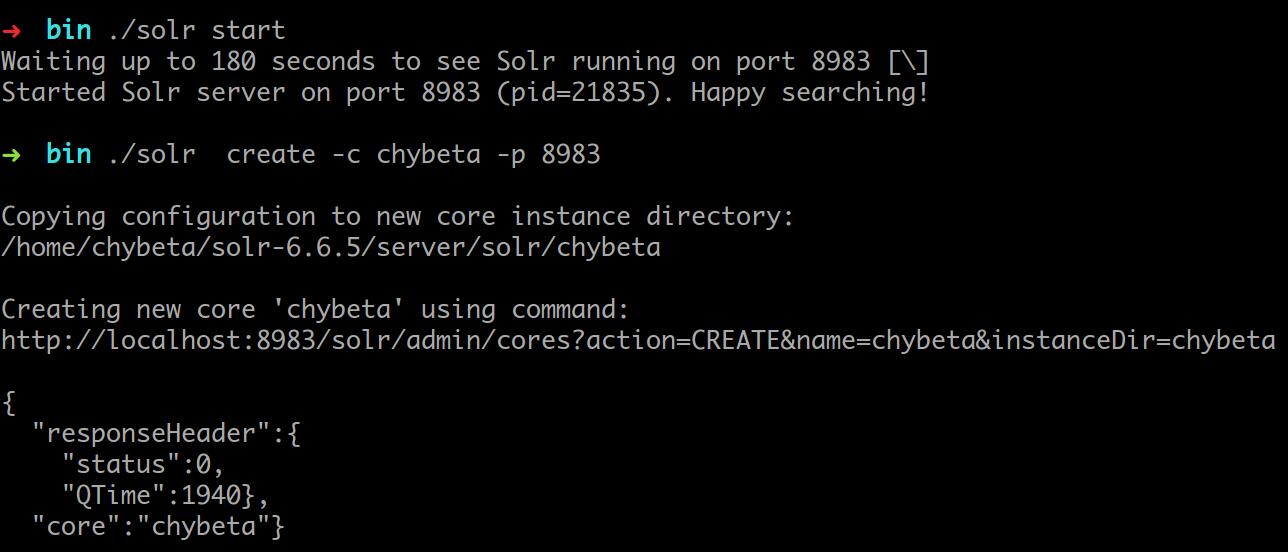 ➜  bin ./solr start
Waiting up to 180 seconds to see Solr running on port 8983 [\]
Started Solr server on port 8983 (pid=21835). Happy searching!
➜  bin ./solr  create -c chybeta -p 8983
Copying configuration to new core instance directory:
/home/chybeta/solr-6.6.5/server/solr/chybeta
Creating new core 'chybeta' using command:
http://localhost:8983/solr/admin/cores?action=CREATE&name=chybeta&instanceDir=chybeta
{
  "responseHeader":{
    "status":0,
    "QTime":1940},
  "core":"chybeta"}